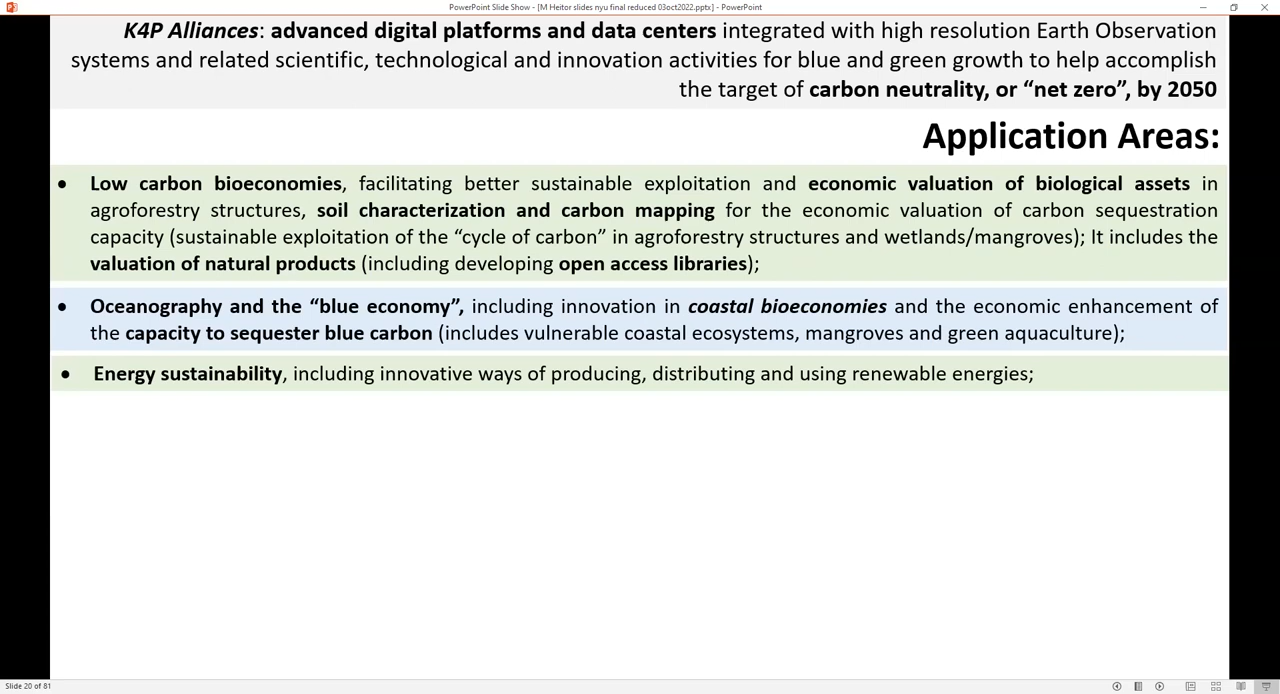 PowerPoint Slide Show - [M Heitor slides nyu final reduced 03oct2022.pptx] - PowerPoint
K4P Alliances: advanced digital platforms and data centers integrated with high resolution Earth Observation
systems and related scientific, technological and innovation activities for blue and green growth to help accomplish
the target of carbon neutrality, or “net zero”, by 2050
Application Areas:
• Low carbon bioeconomies, facilitating better sustainable exploitation and economic valuation of biological assets in
agroforestry structures, soil characterization and carbon mapping for the economic valuation of carbon sequestration
capacity (sustainable exploitation of the “cycle of carbon” in agroforestry structures and wetlands/mangroves); It includes the
valuation of natural products (including developing open access libraries);
• Oceanography and the “blue economy”, including innovation in coastal bioeconomies and the economic enhancement of
the capacity to sequester blue carbon (includes vulnerable coastal ecosystems, mangroves and green aquaculture);
• Energy sustainability, including innovative ways of producing, distributing and using renewable energies;
Slide 20 of 81